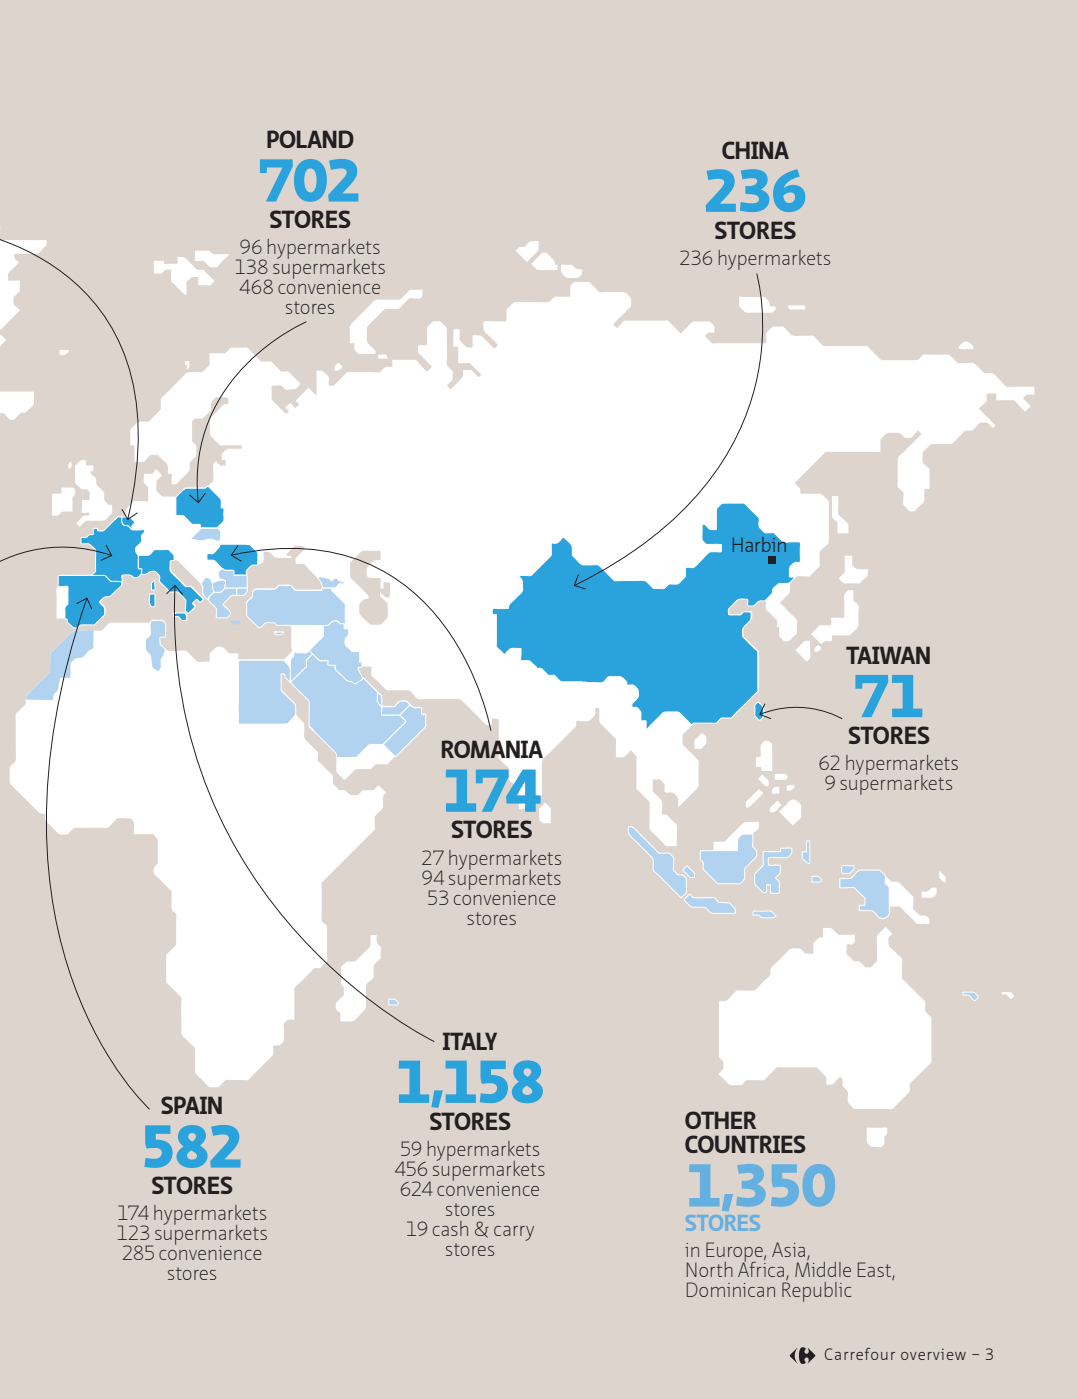 POLAND
702
STORES
96 hypermarkets
138 supermarkets
468 convenience
stores
CHINA
236
STORES
236 hypermarkets
Harbin
TAIWAN
71
STORES
62 hypermarkets
9 supermarkets
ROMANIA
174
STORES
27 hypermarkets
94 supermarkets
53 convenience
stores
ITALY
1,158
STORES
59 hypermarkets
456 supermarkets
624 convenience
stores
19 cash & carry
stores
SPAIN
582
STORES
174 hypermarkets
123 supermarkets
285 convenience
stores
OTHER
COUNTRIES
1,350
STORES
in Europe, Asia,
North Africa, Middle East,
Dominican Republic
Carrefour overview – 3